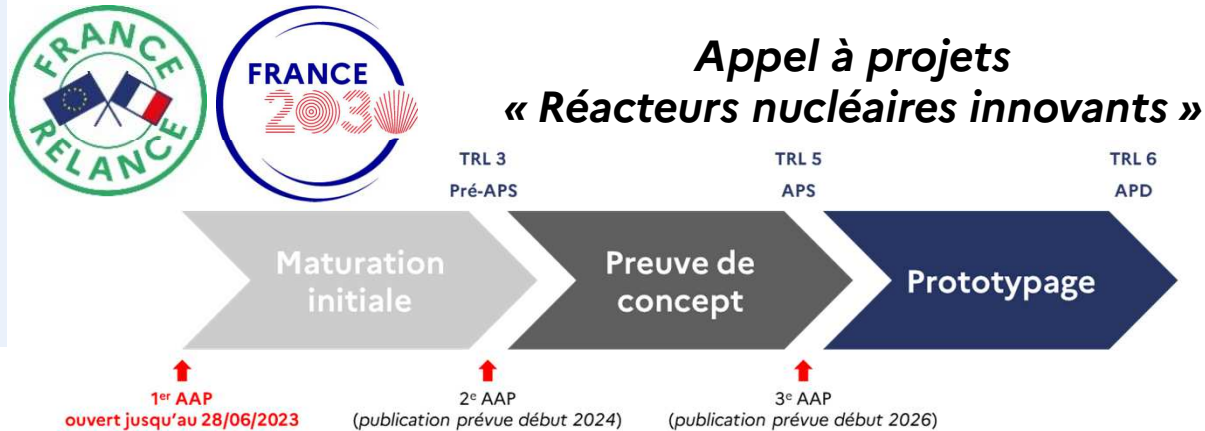 FRANCE
RELANCE
FRANCE
2030
Appel à projets
« Réacteurs nucléaires innovants »
TRL 3
Pré-APS
TRL 5
APS
TRL 6
APD
Maturation
initiale
Preuve de
concept
Prototypage
1er AAP
ouvert jusqu'au 28/06/2023
2e AAP
(publication prévue début 2024)
3e AAP
(publication prévue début 2026)